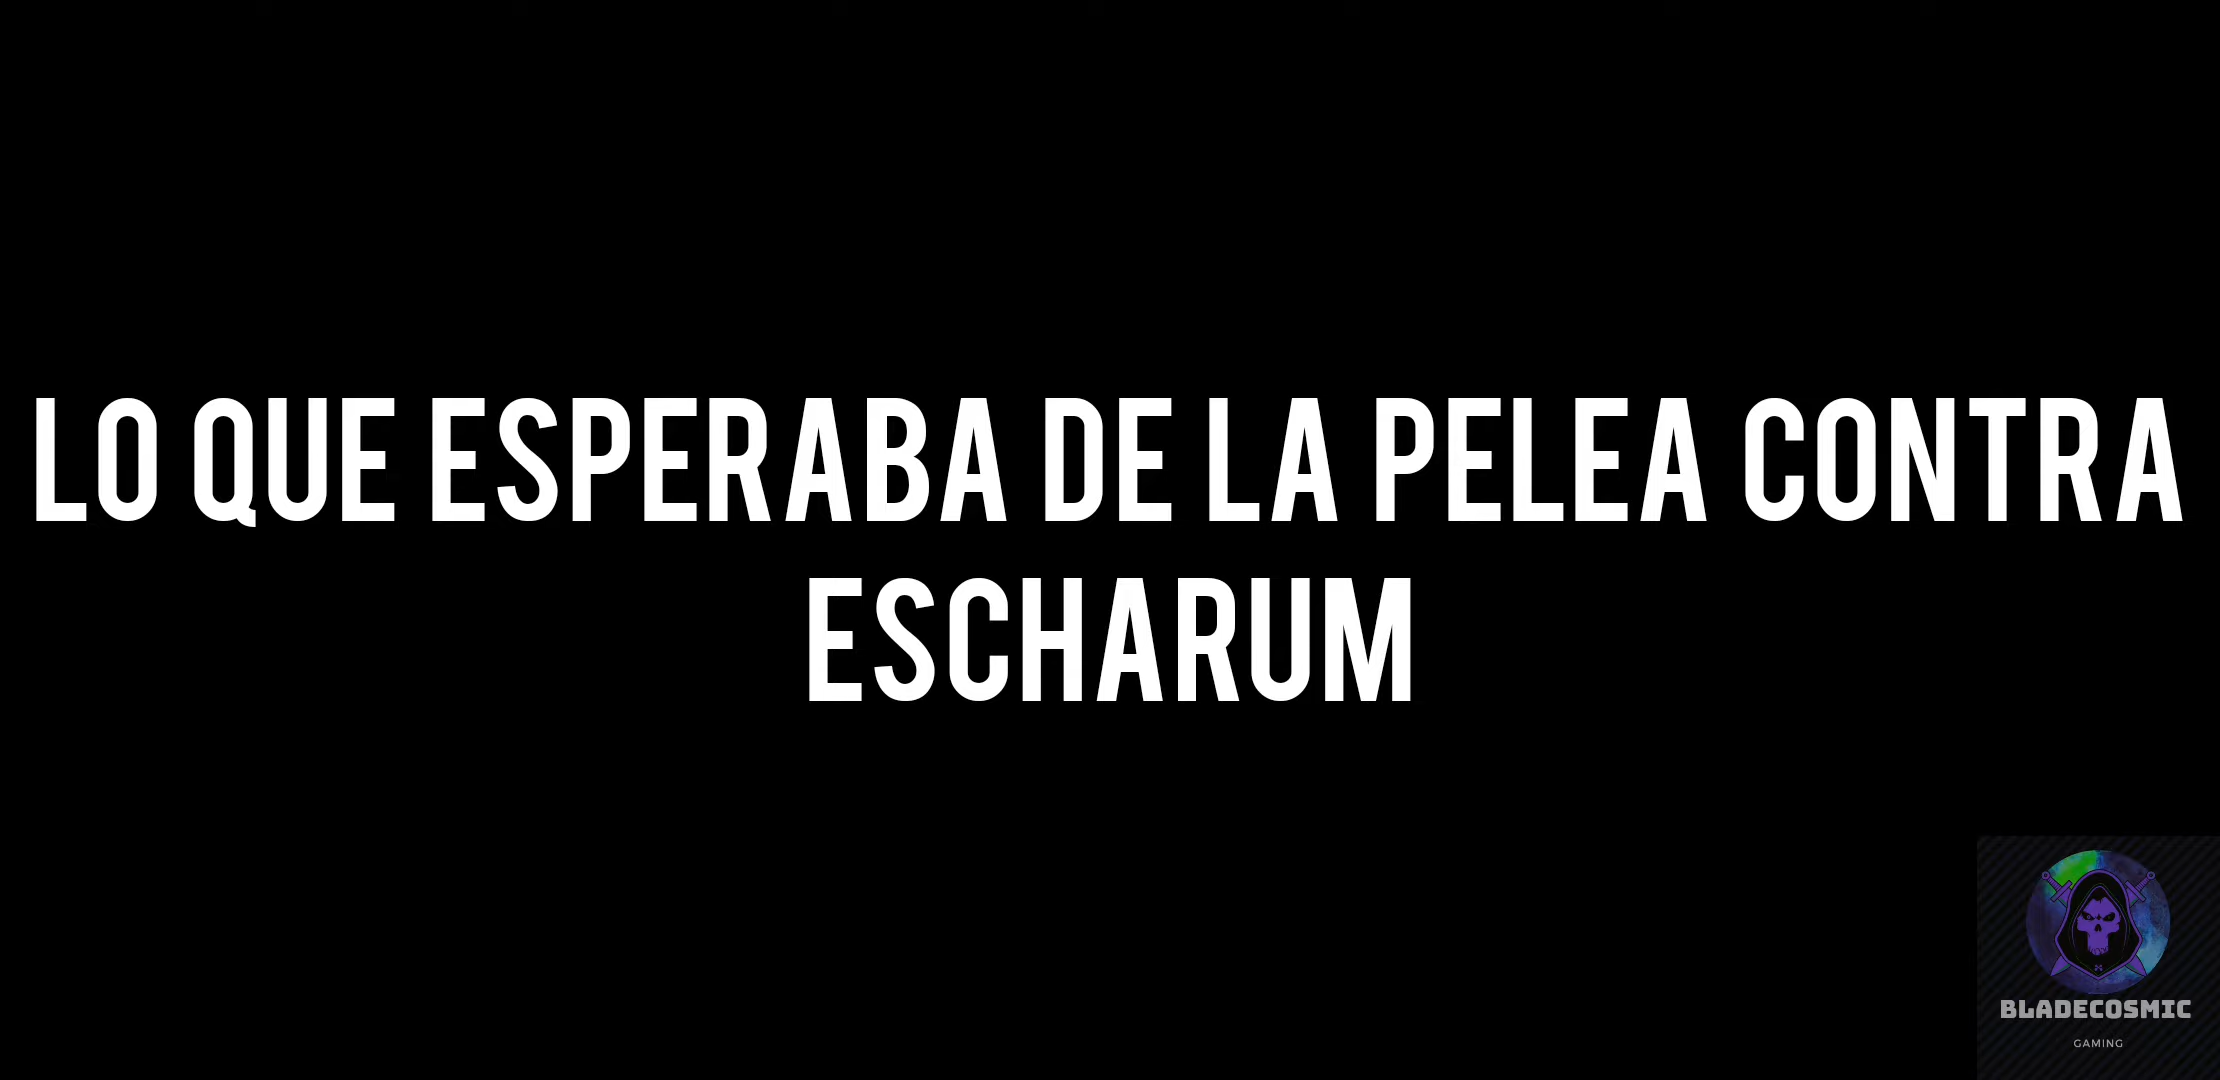 LO QUE ESPERABA DE LA PELEA CONTRA
ESCHARUM
BLADECOSMIC
GAMING